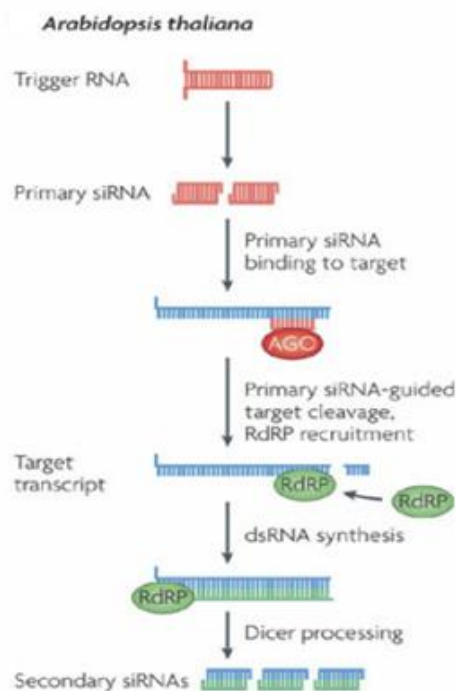 Arabidopsis thaliana
Trigger RNA
Primary siRNA
Primary siRNA
binding to target
AGO
Primary siRNA-guided
target cleavage,
RdRP recruitment
Target
transcript
RdRP
RdRP
dsRNA synthesis
RdRP
Dicer processing
Secondary siRNAs